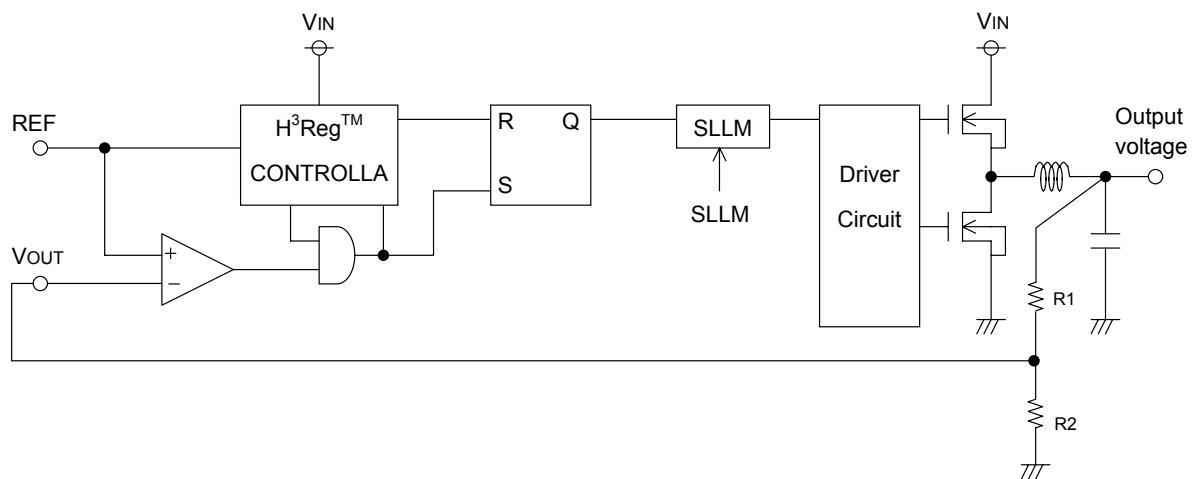 VIN
VIN
REF
H³Reg™
CONTROLLA
R
Q
S
SLLM
SLLM
Driver
Circuit
Output
voltage
VOUT
+
−
R1
R2